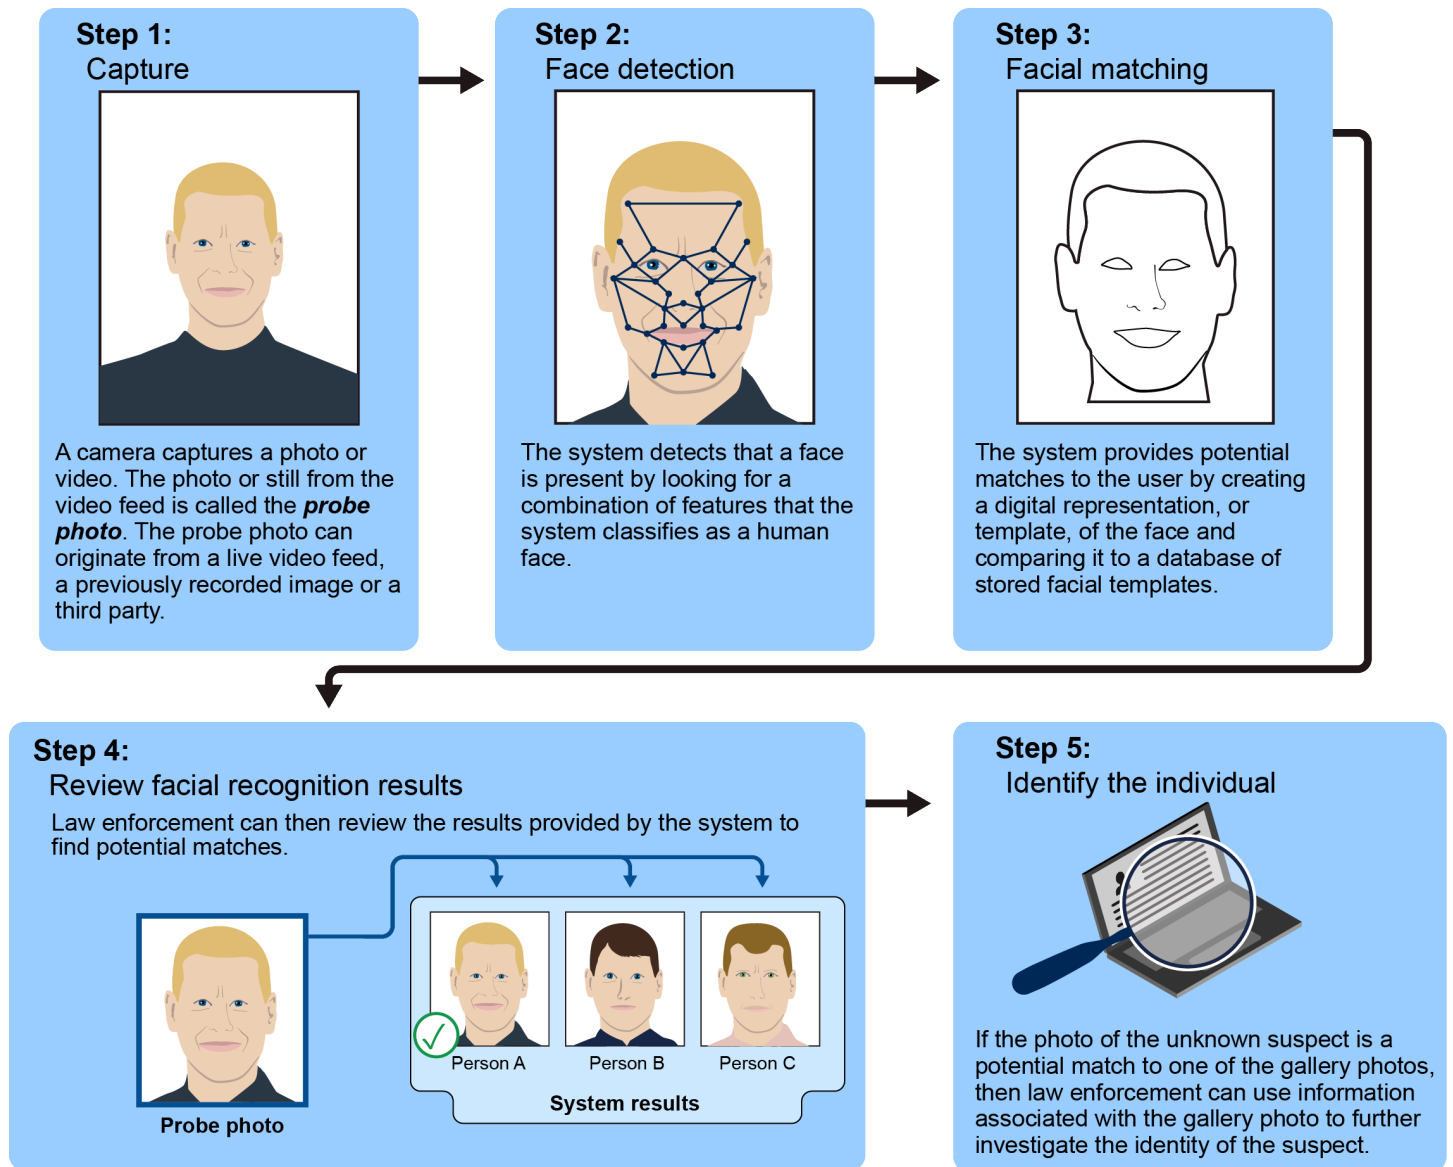 Step 1:
Capture
A camera captures a photo or
video. The photo or still from the
video feed is called the probe
photo. The probe photo can
originate from a live video feed,
a previously recorded image or a
third party.
Step 2:
Face detection
The system detects that a face
is present by looking for a
combination of features that the
system classifies as a human
face.
Step 3:
Facial matching
The system provides potential
matches to the user by creating
a digital representation, or
template, of the face and
comparing it to a database of
stored facial templates.
Step 4:
Review facial recognition results
Law enforcement can then review the results provided by the system to
find potential matches.
Probe photo
Person A
Person B
Person C
System results
Step 5:
Identify the individual
If the photo of the unknown suspect is a
potential match to one of the gallery photos,
then law enforcement can use information
associated with the gallery photo to further
investigate the identity of the suspect.